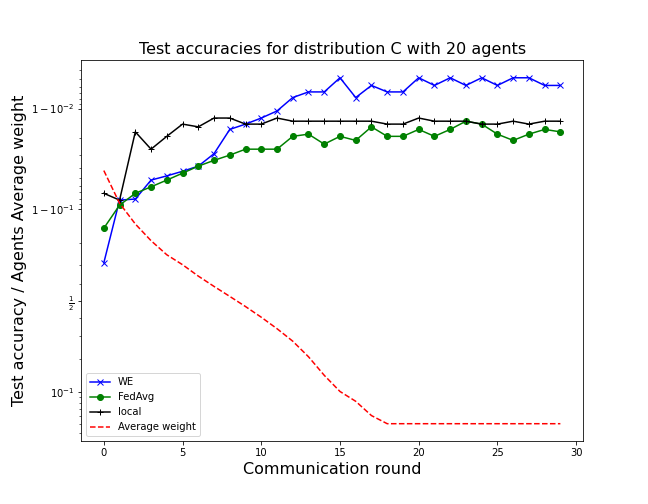 Test accuracies for distribution C with 20 agents
Test accuracy / Agents Average weight
1 − 10⁻²
1 − 10⁻¹
½
10⁻¹
WE
FedAvg
local
Average weight
0 5 10 15 20 25 30
Communication round